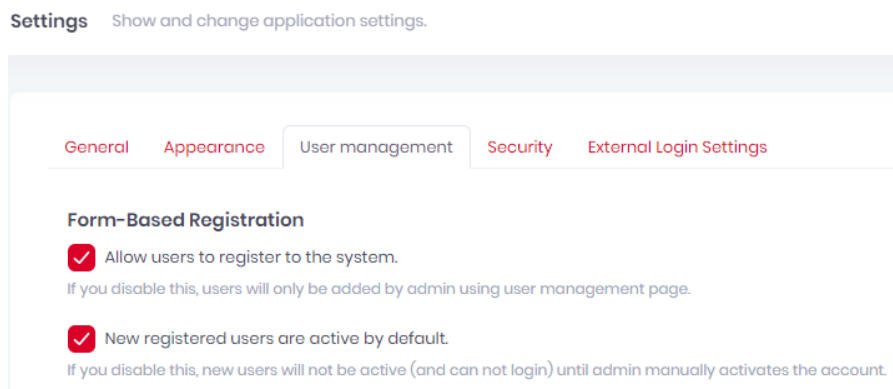 Settings Show and change application settings.
General Appearance User management Security External Login Settings
Form-Based Registration
Allow users to register to the system.
If you disable this, users will only be added by admin using user management page.
New registered users are active by default.
If you disable this, new users will not be active (and can not login) until admin manually activates the account.